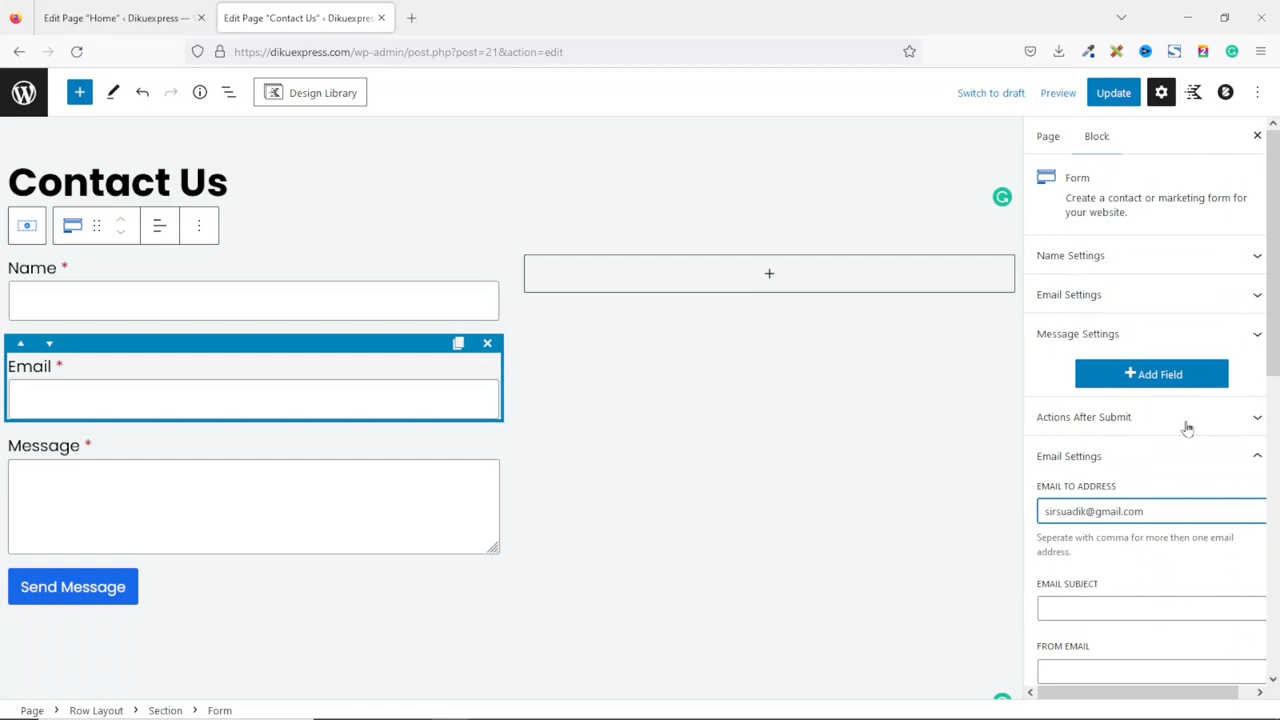 Edit Page "Home" ‹ Dikuexpress —
Edit Page "Contact Us" ‹ Dikuexpress
https://dikuexpress.com/wp-admin/post.php?post=21&action=edit
Design Library
Switch to draft
Preview
Update
Page
Block
Contact Us
Form
Create a contact or marketing form for
your website.
Name *
Name Settings
Email Settings
Message Settings
Email *
Add Field
Actions After Submit
Message *
Email Settings
EMAIL TO ADDRESS
sirsuadik@gmail.com
Seperate with comma for more then one email
address.
EMAIL SUBJECT
Send Message
FROM EMAIL
Page > Row Layout > Section > Form